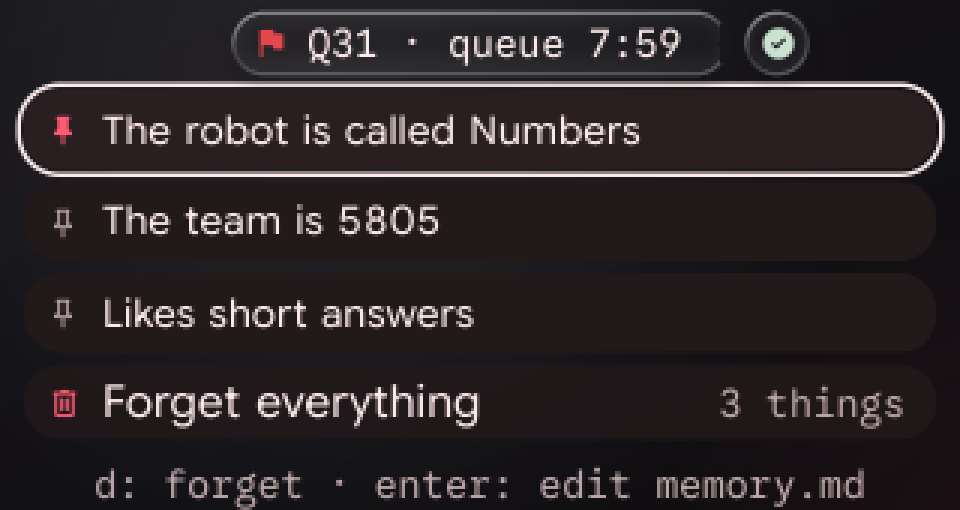 Q31 · queue 7:59
The robot is called Numbers
The team is 5805
Likes short answers
Forget everything 3 things
d: forget · enter: edit memory.md